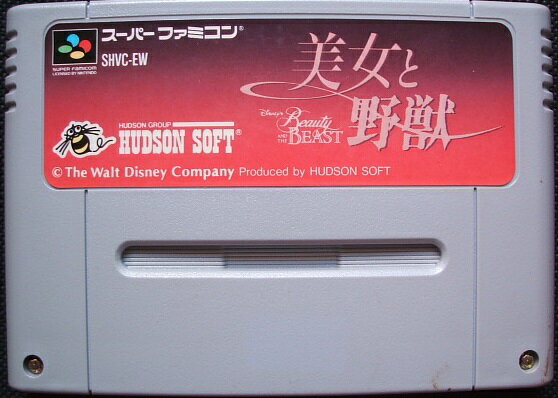 スーパーファミコン®
SUPER FAMICOM
LICENSED BY NINTENDO
SHVC-EW
美女と
野獣
Disney's
Beauty
AND THE BEAST
HUDSON GROUP
HUDSON SOFT®
© The Walt Disney Company Produced by HUDSON SOFT